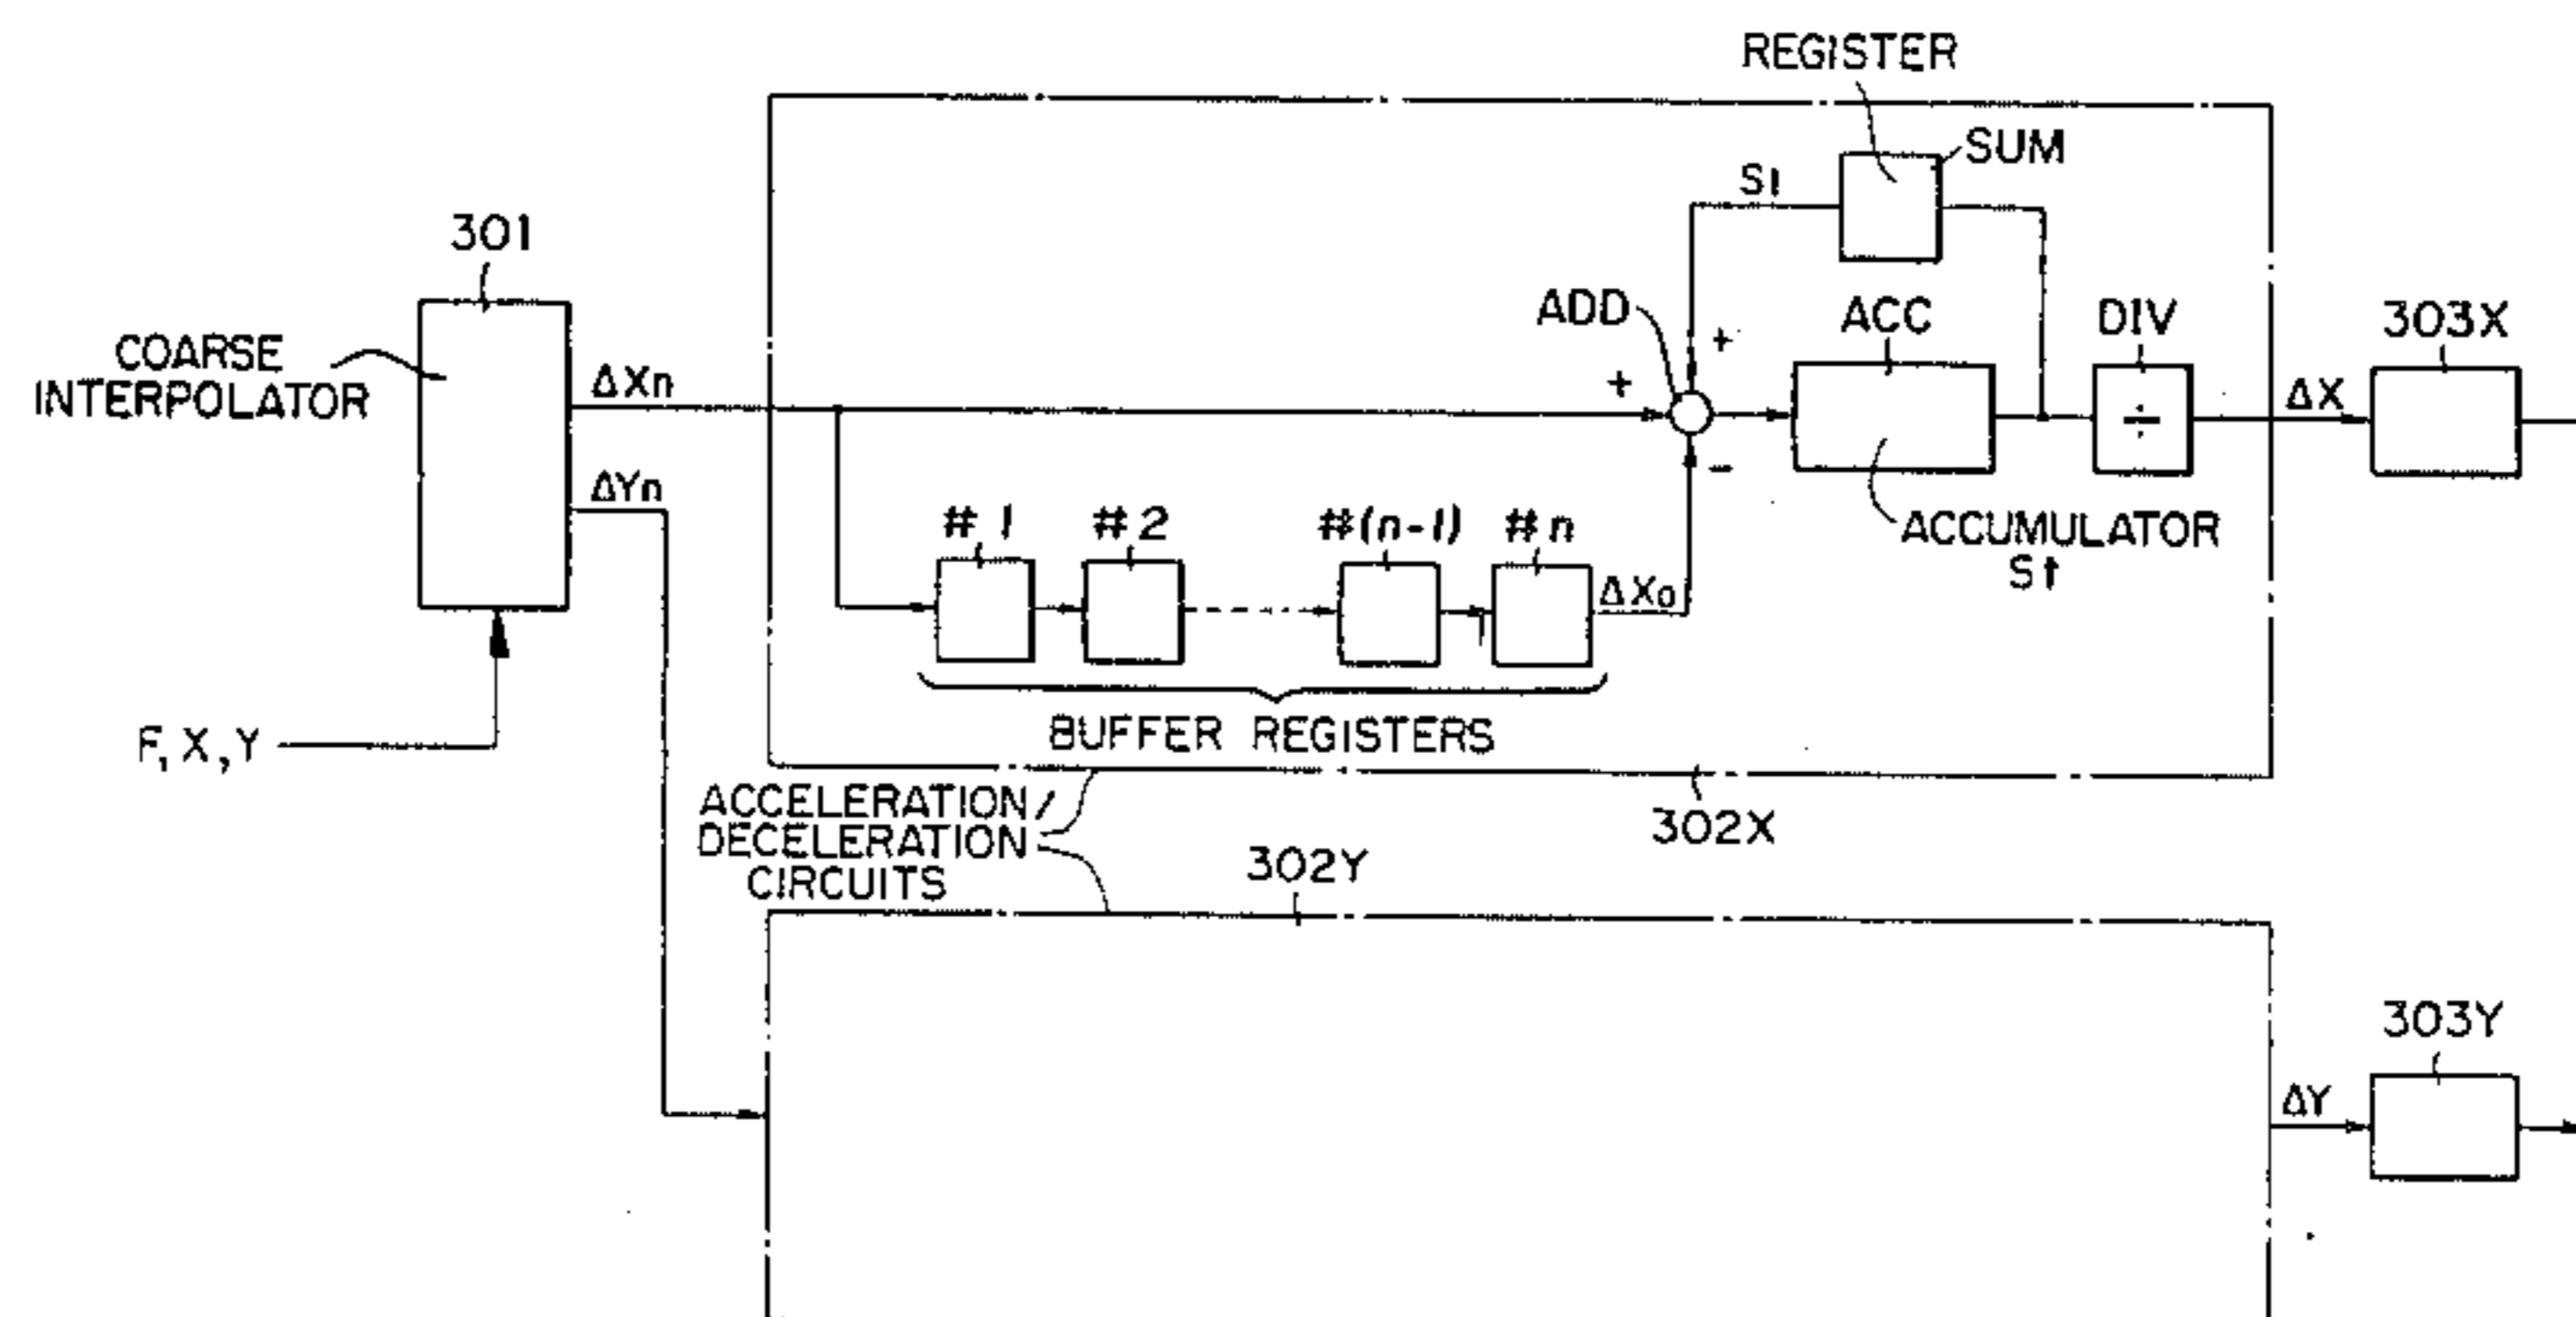 REGISTER
SUM
S1
301
ADD
+
ACC
DIV
303X
COARSE
INTERPOLATOR
ΔXn
+
÷
ΔX
−
ΔYn
#1
#2
#(n-1)
#n
ACCUMULATOR
St
ΔXo
F, X, Y
BUFFER REGISTERS
ACCELERATION/
DECELERATION
CIRCUITS
302X
302Y
303Y
ΔY